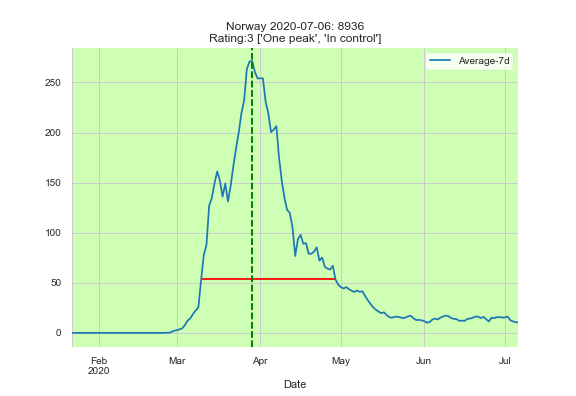 Norway 2020-07-06: 8936
Rating:3 ['One peak', 'In control']
Average-7d
250
200
150
100
50
0
Feb
2020
Mar
Apr
May
Jun
Jul
Date